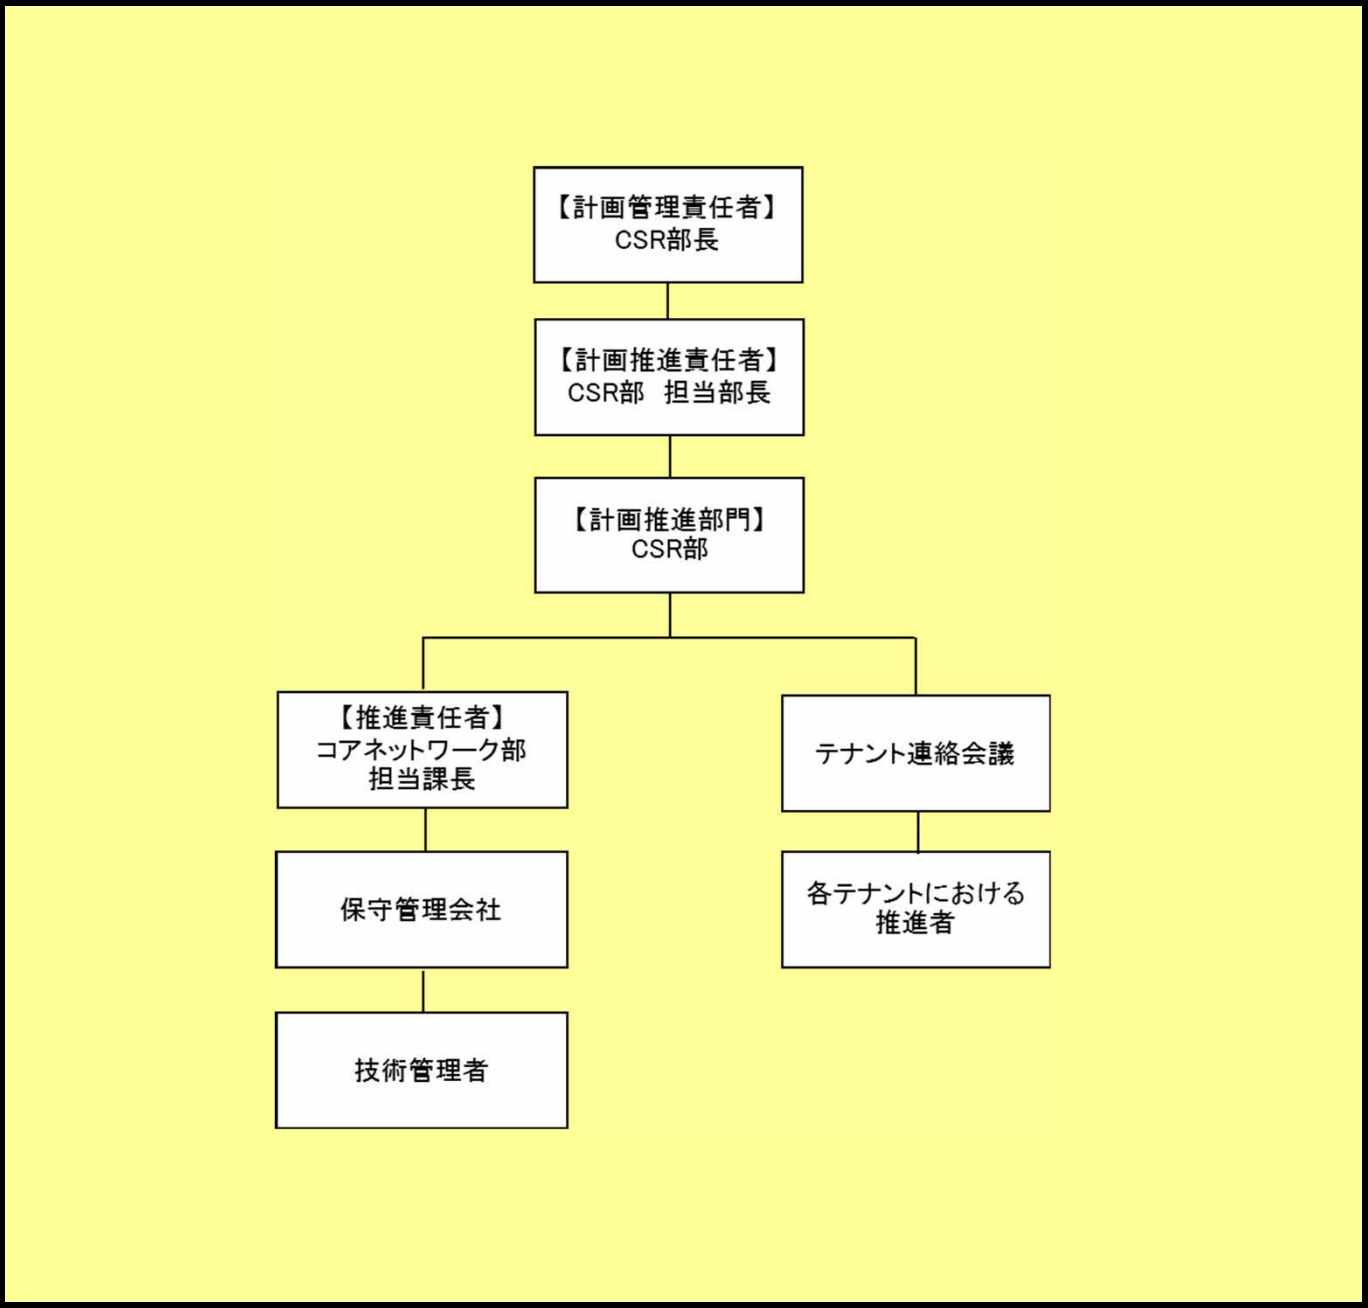 【計画管理責任者】
CSR部長
【計画推進責任者】
CSR部　担当部長
【計画推進部門】
CSR部
【推進責任者】
コアネットワーク部
担当課長
テナント連絡会議
保守管理会社
各テナントにおける
推進者
技術管理者